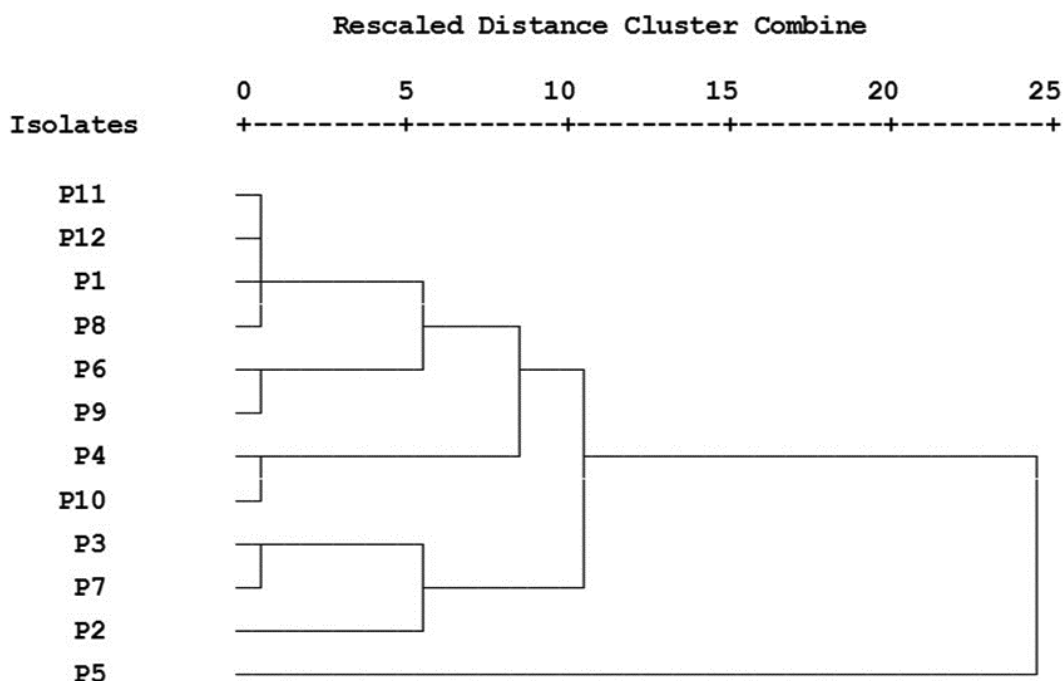 Rescaled Distance Cluster Combine
0 5 10 15 20 25
Isolates +---------+---------+---------+---------+---------+
P11
P12
P1
P8
P6
P9
P4
P10
P3
P7
P2
P5